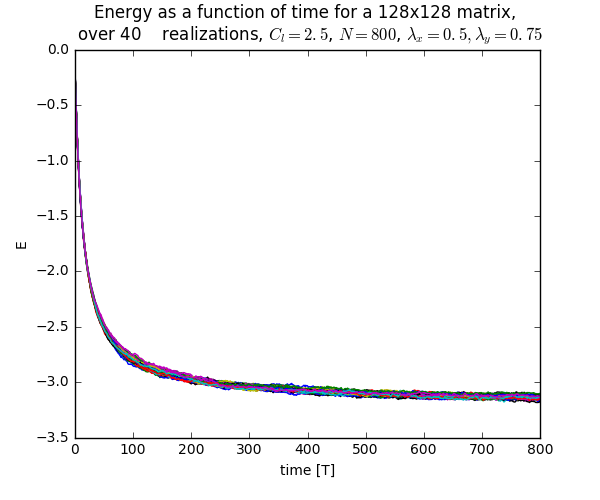 Energy as a function of time for a 128x128 matrix,
over 40    realizations, $C_l = 2.5$, $N = 800$, $\lambda_x = 0.5, \lambda_y = 0.75$
0.0
−0.5
−1.0
−1.5
−2.0
−2.5
−3.0
−3.5
E
0 100 200 300 400 500 600 700 800
time [T]